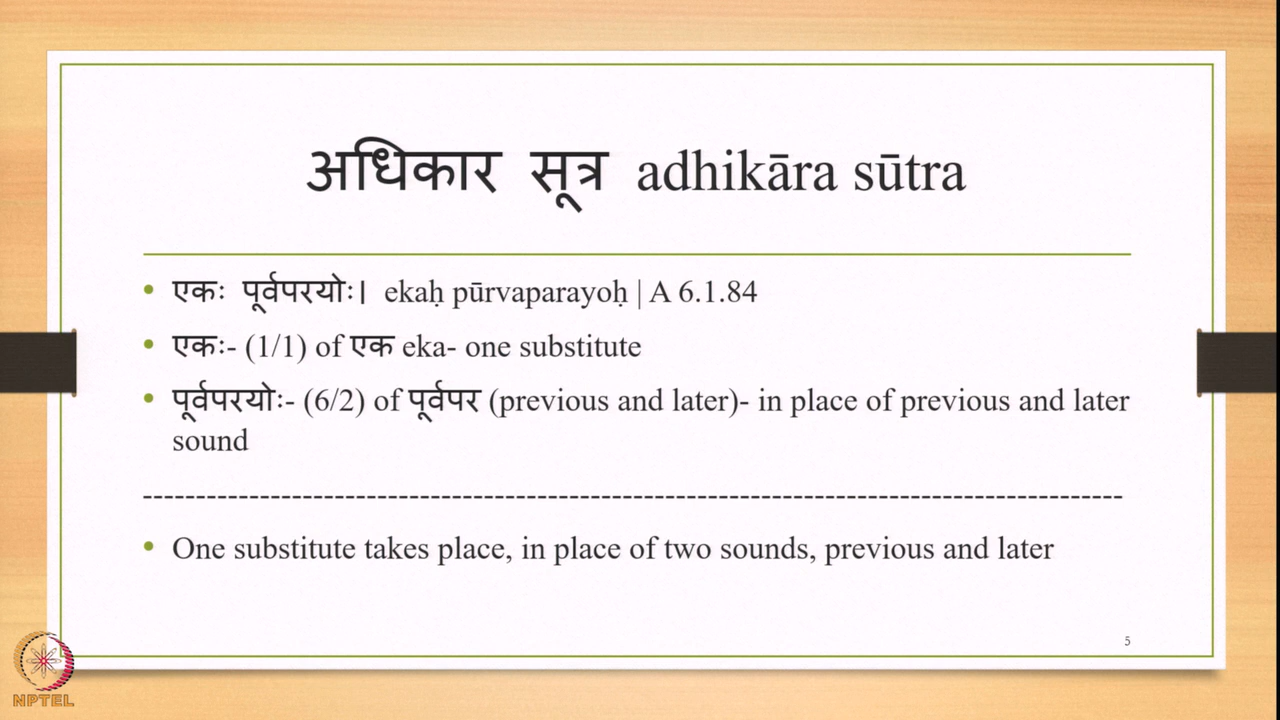 अधिकार सूत्र adhikāra sūtra
• एकः पूर्वपरयोः। ekaḥ pūrvaparayoḥ | A 6.1.84
• एकः- (1/1) of एक eka- one substitute
• पूर्वपरयोः- (6/2) of पूर्वपर (previous and later)- in place of previous and later
sound
--------------------------------------------------------------------------------------------
• One substitute takes place, in place of two sounds, previous and later
5
NPTEL